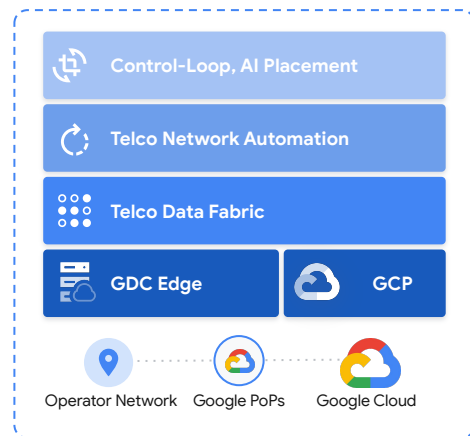 Control-Loop, AI Placement
Telco Network Automation
Telco Data Fabric
GDC Edge GCP
Operator Network Google PoPs Google Cloud